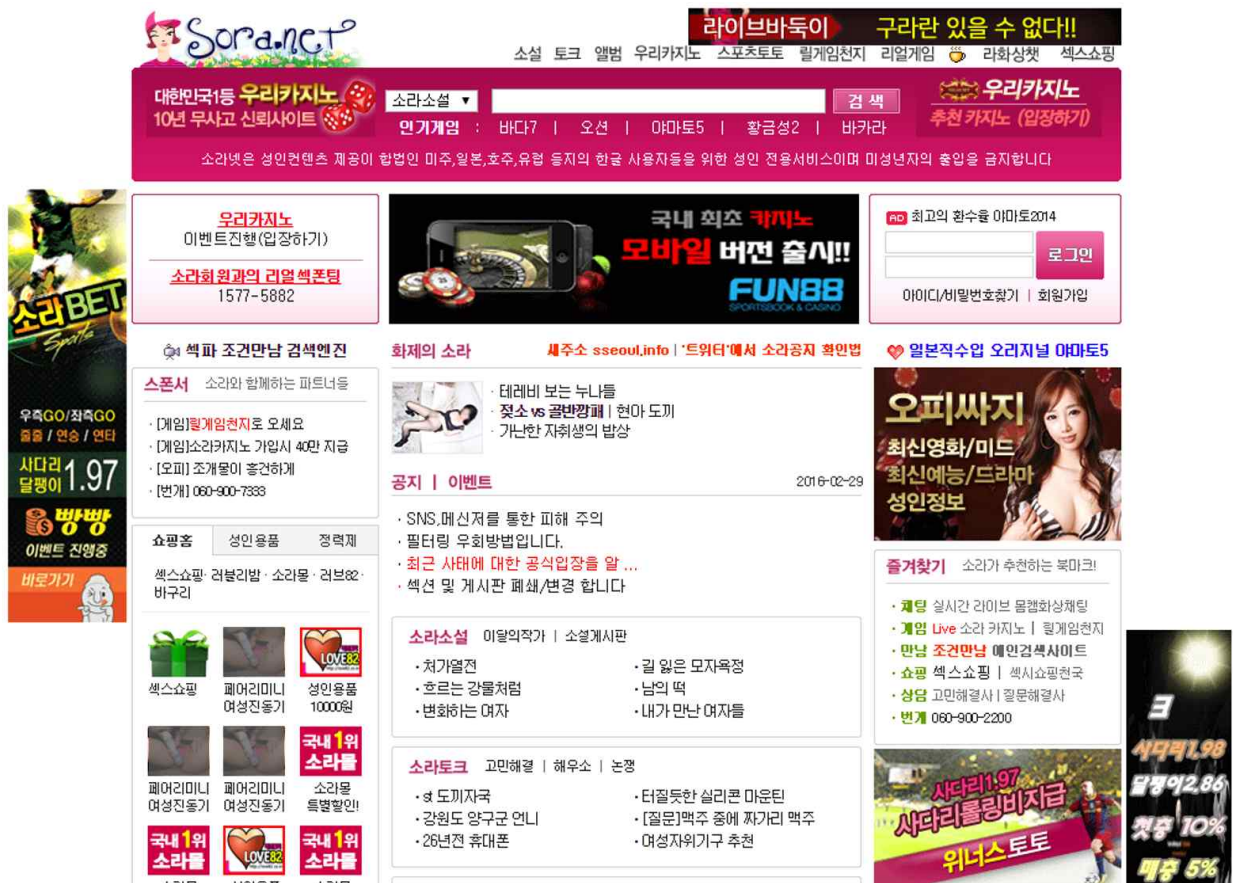 Sora.net
라이브바둑이 구라란 있을 수 없다!!
소설 토크 앨범 우리카지노 스포츠토토 릴게임천지 리얼게임 라화상챗 섹스쇼핑
대한민국1등 우리카지노
10년 무사고 신뢰사이트
소라소설 ▼
검 색
인기게임 : 바다7 | 오션 | 야마토5 | 황금성2 | 바카라
우리카지노
추천 카지노 (입장하기)
소라넷은 성인컨텐츠 제공이 합법인 미주,일본,호주,유럽 등지의 한글 사용자들을 위한 성인 전용서비스이며 미성년자의 출입을 금지합니다
소라BET
Sports
우측GO/좌측GO
줄줄 / 연승 / 연타
사다리
달팽이 1.97
빵빵
이벤트 진행중
바로가기
우리카지노
이벤트진행(입장하기)
소라회원과의 리얼섹폰팅
1577-5882
국내 최초 카지노
모바일 버전 출시!!
FUN88
SPORTSBOOK & CASINO
AD 최고의 환수율 야마토2014
로그인
아이디/비밀번호찾기 | 회원가입
섹파 조건만남 검색엔진
스폰서 소라와 함께하는 파트너들
· [게임]릴게임천지로 오세요
· [게임]소라카지노 가입시 40만 지급
· [오피] 조개물이 흥건하게
· [번개] 060-900-7333
쇼핑홈 성인용품 정력제
섹스쇼핑· 러블리밤 · 소라몽 · 러브82 ·
바구리
섹스쇼핑
페어리미니
여성진동기
LOVE82
성인용품
10000원
페어리미니
여성진동기
페어리미니
여성진동기
국내1위
소라몰
소라몽
특별할인!
국내1위
소라몰
LOVE82
국내1위
소라몰
화제의 소라
새주소 sseoul.info | '트위터'에서 소라공지 확인법
· 테레비 보는 누나들
· 젖소 vs 골반깡패 | 현아 도끼
· 가난한 자취생의 밥상
공지 | 이벤트
2016-02-29
· SNS,메신저를 통한 피해 주의
· 필터링 우회방법입니다.
· 최근 사태에 대한 공식입장을 알 ...
· 섹션 및 게시판 폐쇄/변경 합니다
소라소설 이달의작가 | 소설게시판
· 처가열전
· 흐르는 강물처럼
· 변화하는 여자
· 길 잃은 모자욕정
· 남의 떡
· 내가 만난 여자들
소라토크 고민해결 | 해우소 | 논쟁
· st 도끼자국
· 강원도 양구군 언니
· 26년전 휴대폰
· 터질듯한 실리콘 마운틴
· [질문]맥주 중에 짜가리 맥주
· 여성자위기구 추천
일본직수입 오리지널 야마토5
오피싸지
최신영화/미드
최신예능/드라마
성인정보
즐겨찾기 소라가 추천하는 북마크!
· 채팅 실시간 라이브 몸캠화상채팅
· 게임 Live 소라 카지노 | 릴게임천지
· 만남 조건만남 애인검색사이트
· 쇼핑 섹스쇼핑 | 섹시쇼핑천국
· 상담 고민해결사 | 질문해결사
· 번개 060-900-2200
사다리1.97
사다리롤링비지급
위너스토토
크
사다리1.98
달팽이2.86
첫충 10%
매충 5%